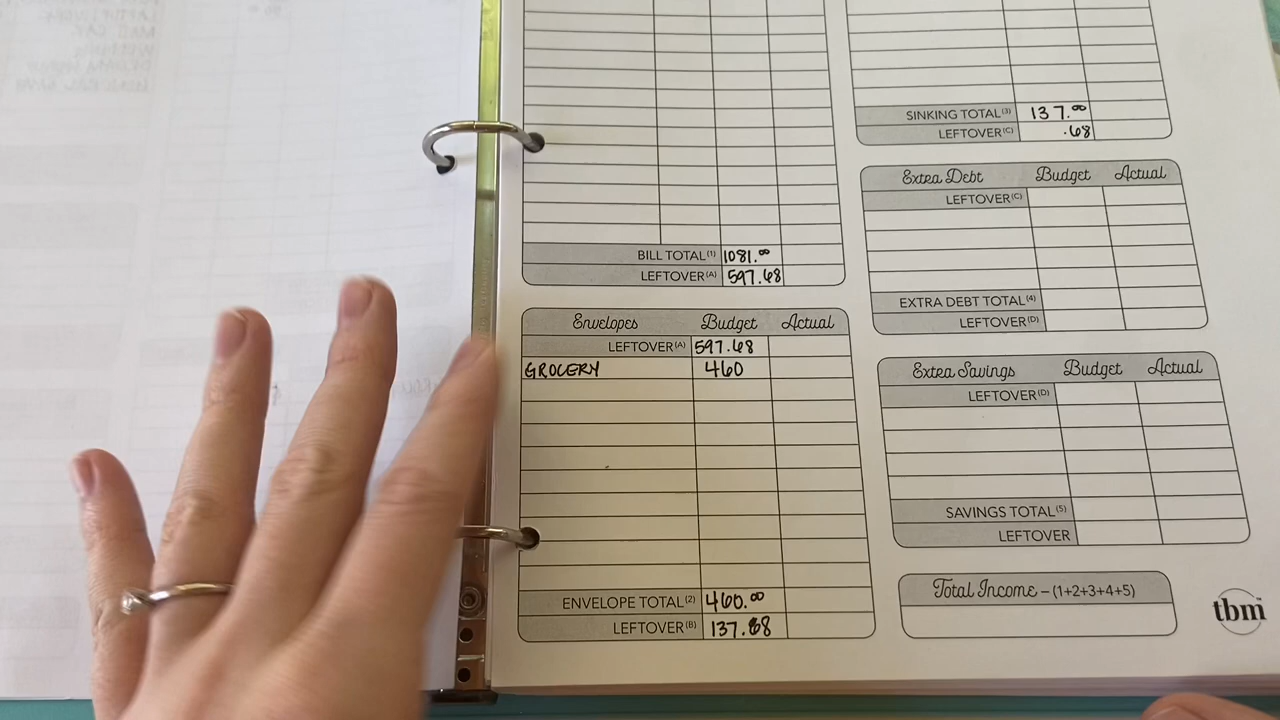 SINKING TOTAL(3) 137.00
LEFTOVER(C) .68
Extra Debt Budget Actual
LEFTOVER(C)
EXTRA DEBT TOTAL(4)
LEFTOVER(D)
BILL TOTAL(1) 1081.00
LEFTOVER(A) 597.68
Envelopes Budget Actual
LEFTOVER(A) 597.68
GROCERY 460
ENVELOPE TOTAL(2) 460.00
LEFTOVER(B) 137.68
Extra Savings Budget Actual
LEFTOVER(D)
SAVINGS TOTAL(5)
LEFTOVER
Total Income – (1+2+3+4+5)
tbm